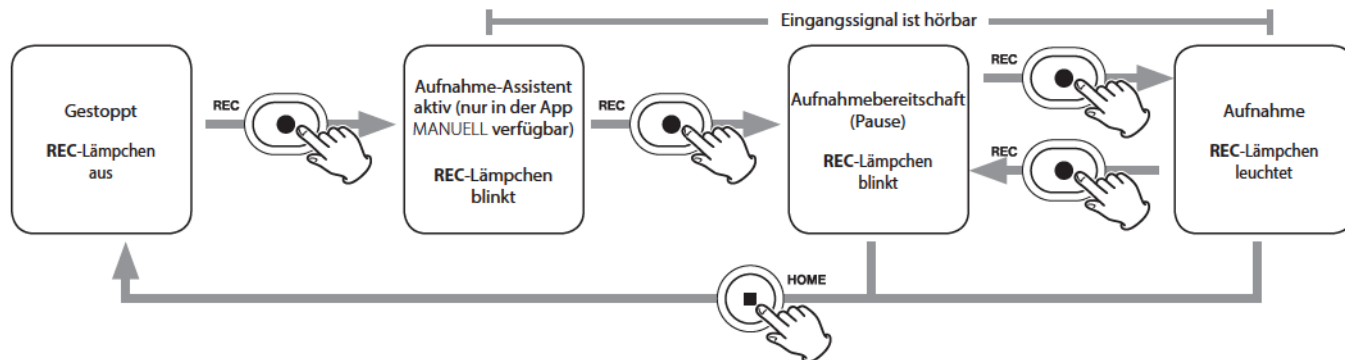 Eingangssignal ist hörbar
Gestoppt
REC-Lämpchen
aus
REC
Aufnahme-Assistent
aktiv (nur in der App
MANUELL verfügbar)
REC-Lämpchen
blinkt
REC
Aufnahmebereitschaft
(Pause)
REC-Lämpchen
blinkt
REC
REC
Aufnahme
REC-Lämpchen
leuchtet
HOME